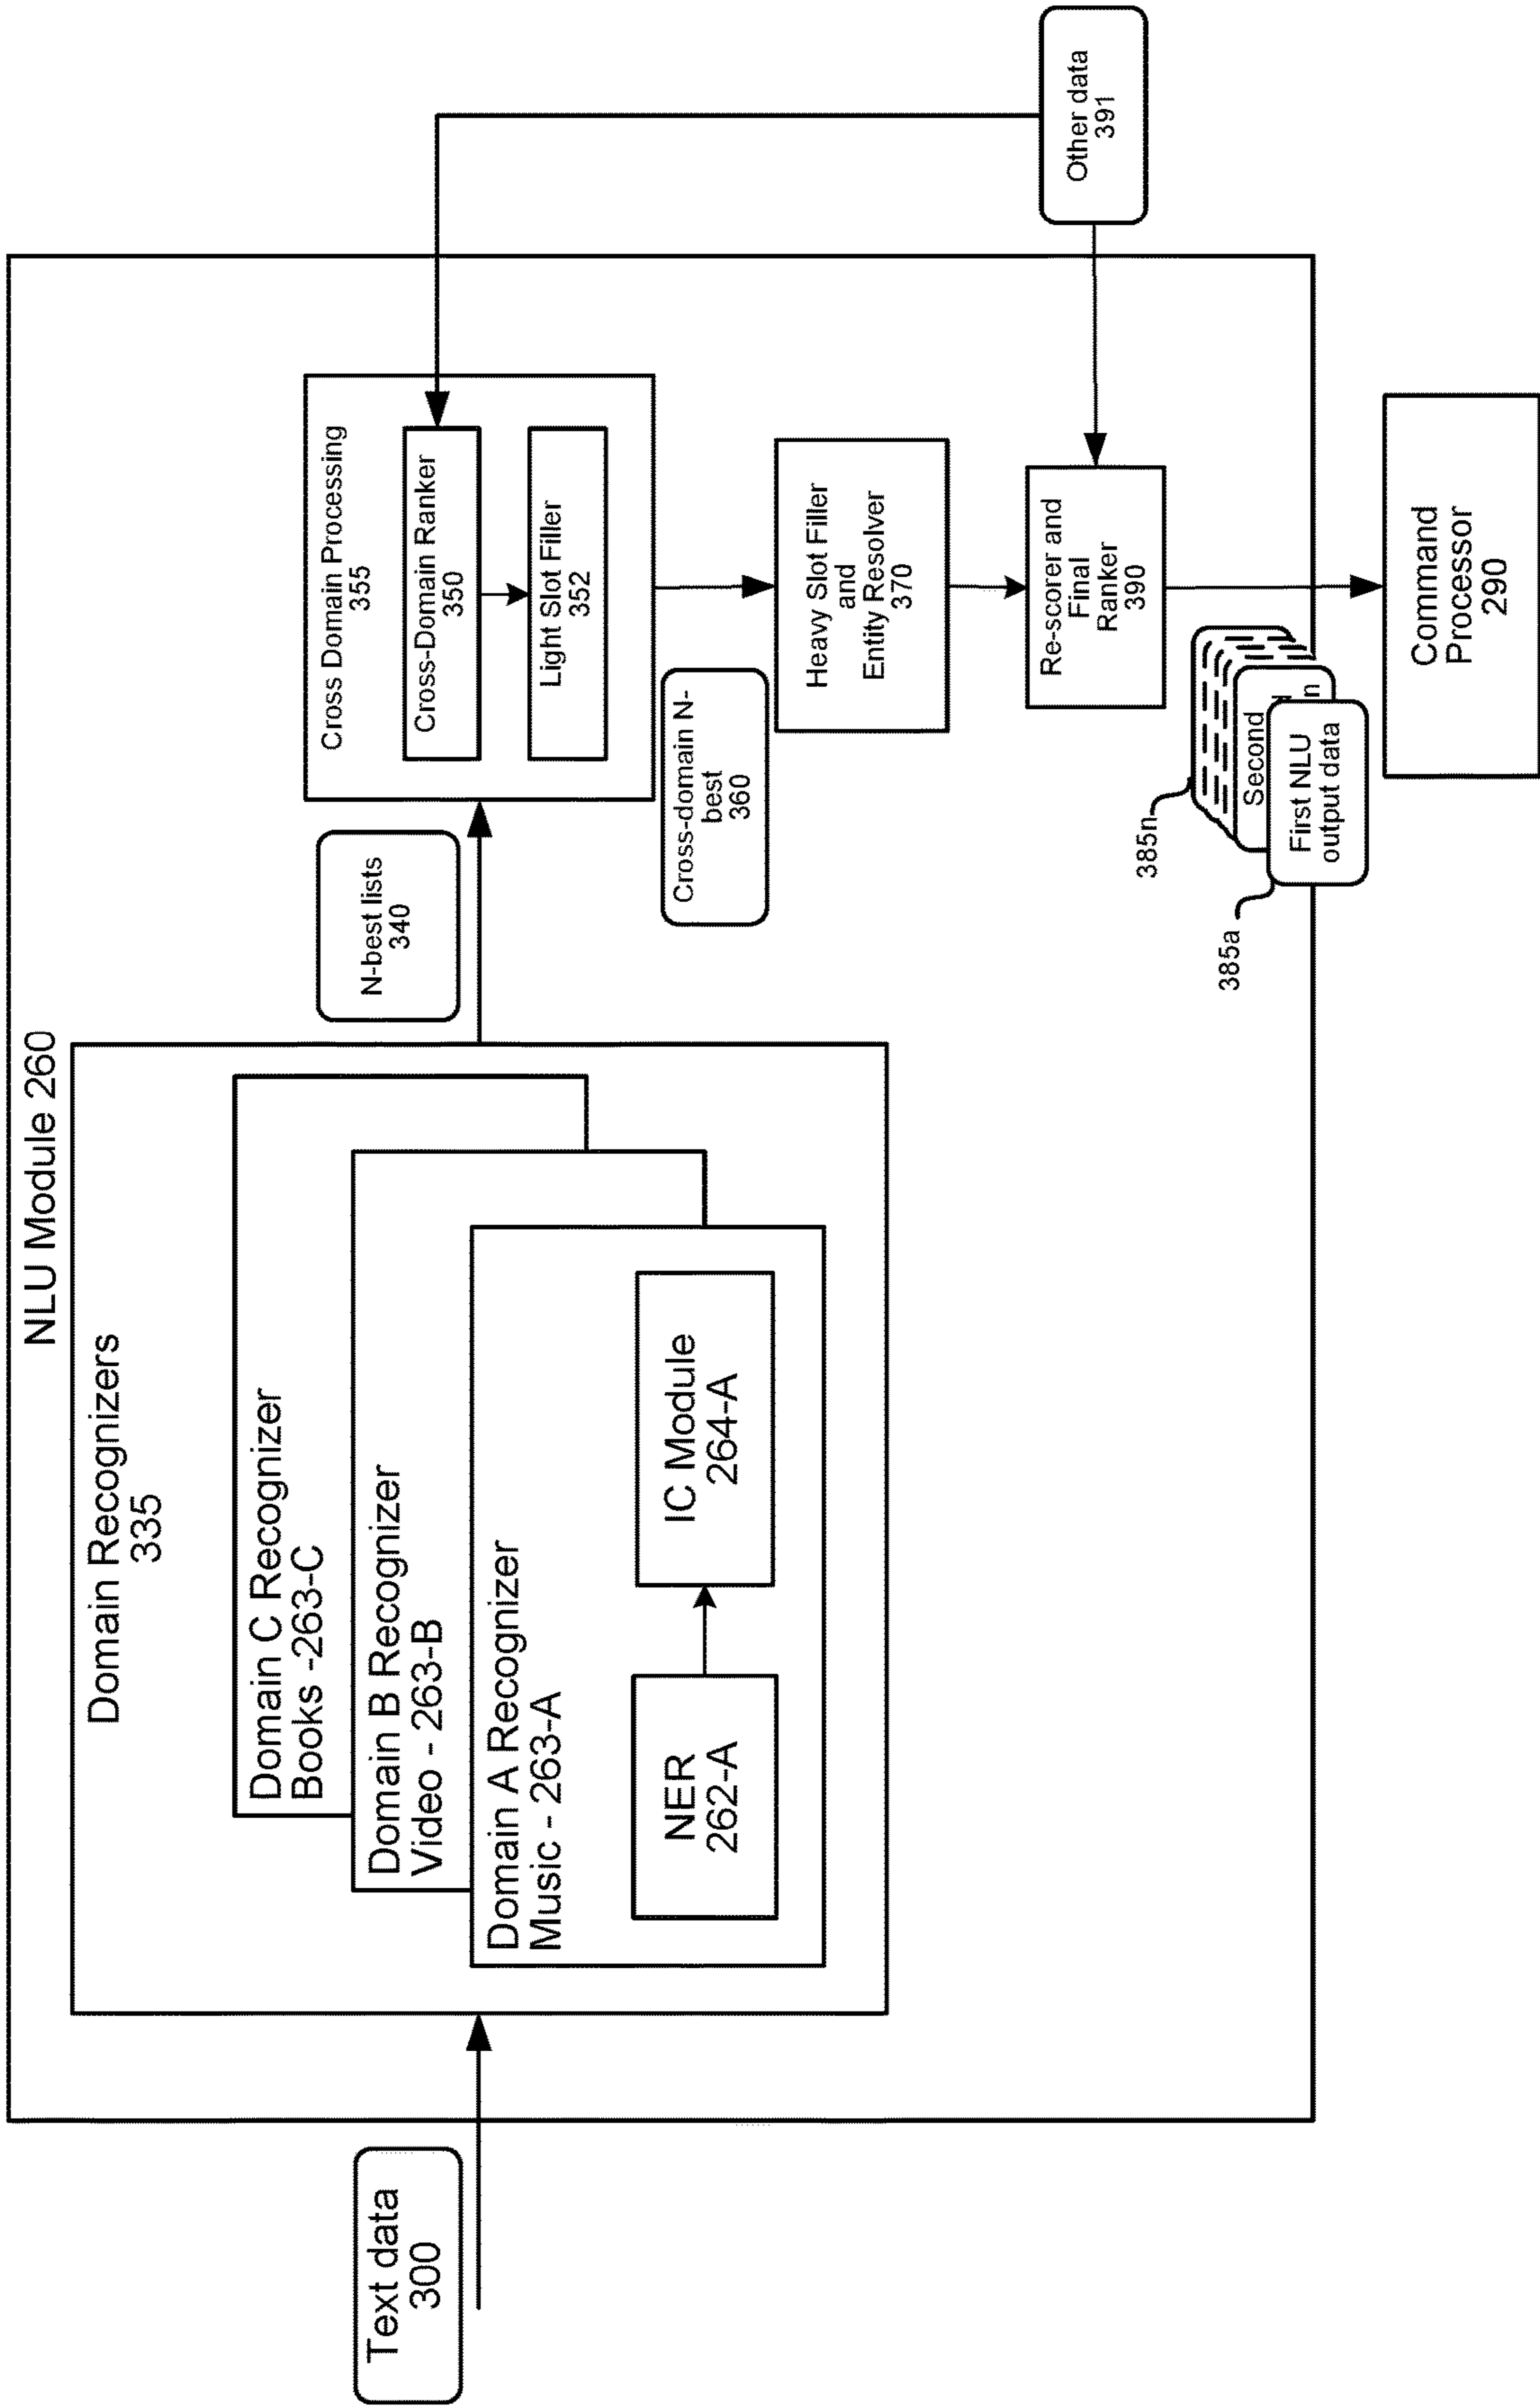 NLU Module 260
Text data
300
Domain Recognizers
335
Domain C Recognizer
Books -263-C
Domain B Recognizer
Video - 263-B
Domain A Recognizer
Music - 263-A
NER
262-A
IC Module
264-A
N-best lists
340
Cross Domain Processing
355
Cross-Domain Ranker
350
Light Slot Filler
352
Cross-domain N-
best
360
Heavy Slot Filler
and
Entity Resolver
370
Re-scorer and
Final
Ranker
390
Other data
391
385n
385a
Second
n
First NLU
output data
Command
Processor
290